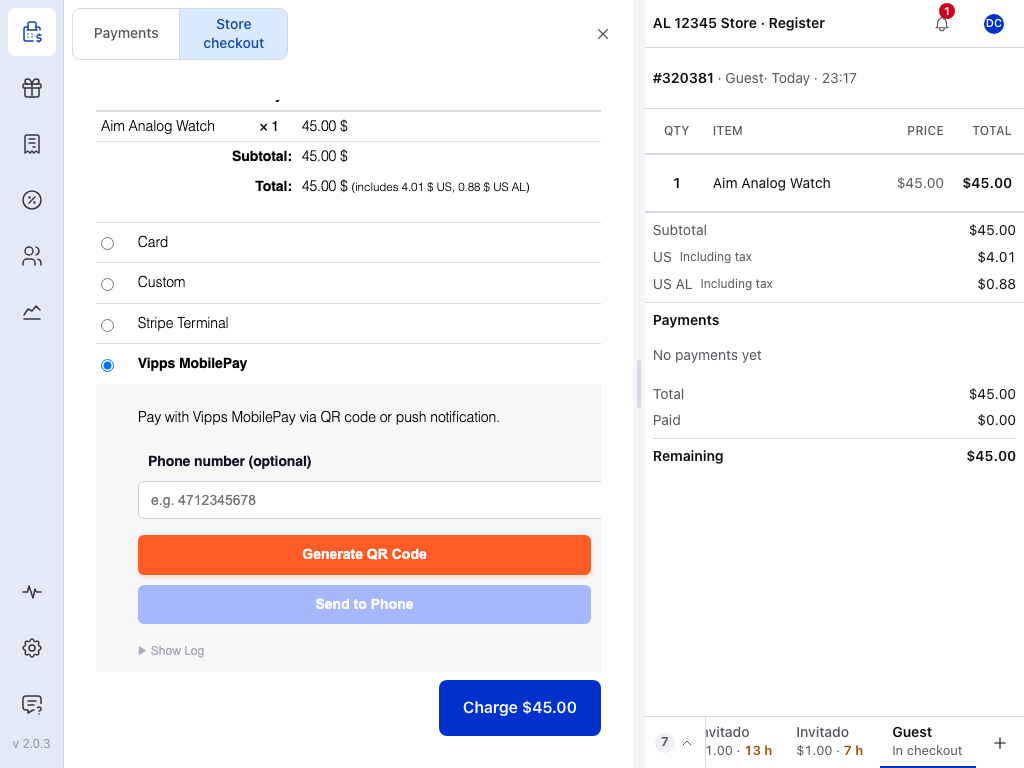 Payments
Store
checkout
Aim Analog Watch × 1 45.00 $
Subtotal: 45.00 $
Total: 45.00 $ (includes 4.01 $ US, 0.88 $ US AL)
Card
Custom
Stripe Terminal
Vipps MobilePay
Pay with Vipps MobilePay via QR code or push notification.
Phone number (optional)
e.g. 4712345678
Generate QR Code
Send to Phone
Show Log
Charge $45.00
v 2.0.3
AL 12345 Store · Register
1
DC
#320381 · Guest · Today · 23:17
QTY ITEM PRICE TOTAL
1 Aim Analog Watch $45.00 $45.00
Subtotal $45.00
US Including tax $4.01
US AL Including tax $0.88
Payments
No payments yet
Total $45.00
Paid $0.00
Remaining $45.00
7
nvitado
1.00 · 13 h
Invitado
$1.00 · 7 h
Guest
In checkout